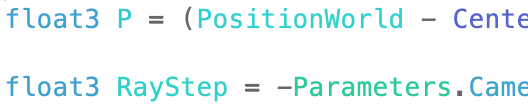 float3 P = (PositionWorld - Cente
float3 RayStep = -Parameters.Came